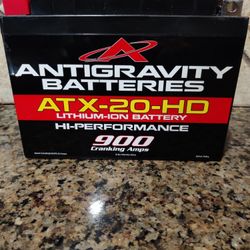 ANTIGRAVITY
BATTERIES
ATX-20-HD
LITHIUM-ION BATTERY
HI-PERFORMANCE
900
Cranking Amps